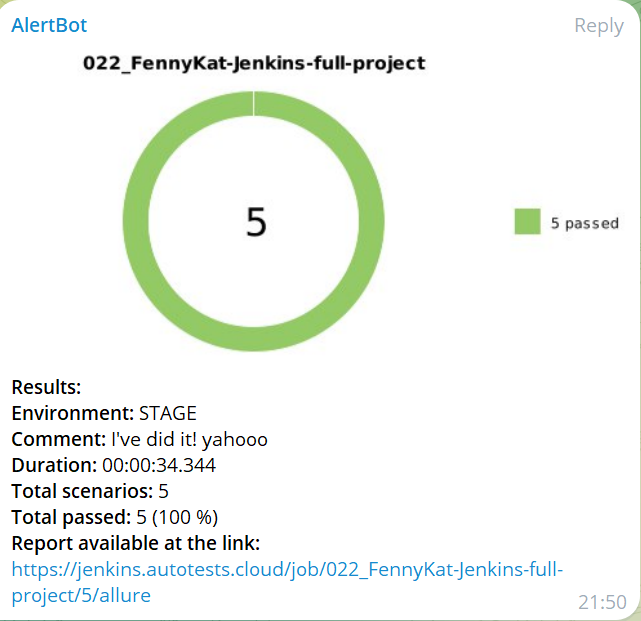 AlertBot
Reply
022_FennyKat-Jenkins-full-project
5
5 passed
Results:
Environment: STAGE
Comment: I've did it! yahooo
Duration: 00:00:34.344
Total scenarios: 5
Total passed: 5 (100 %)
Report available at the link:
https://jenkins.autotests.cloud/job/022_FennyKat-Jenkins-full-
project/5/allure
21:50